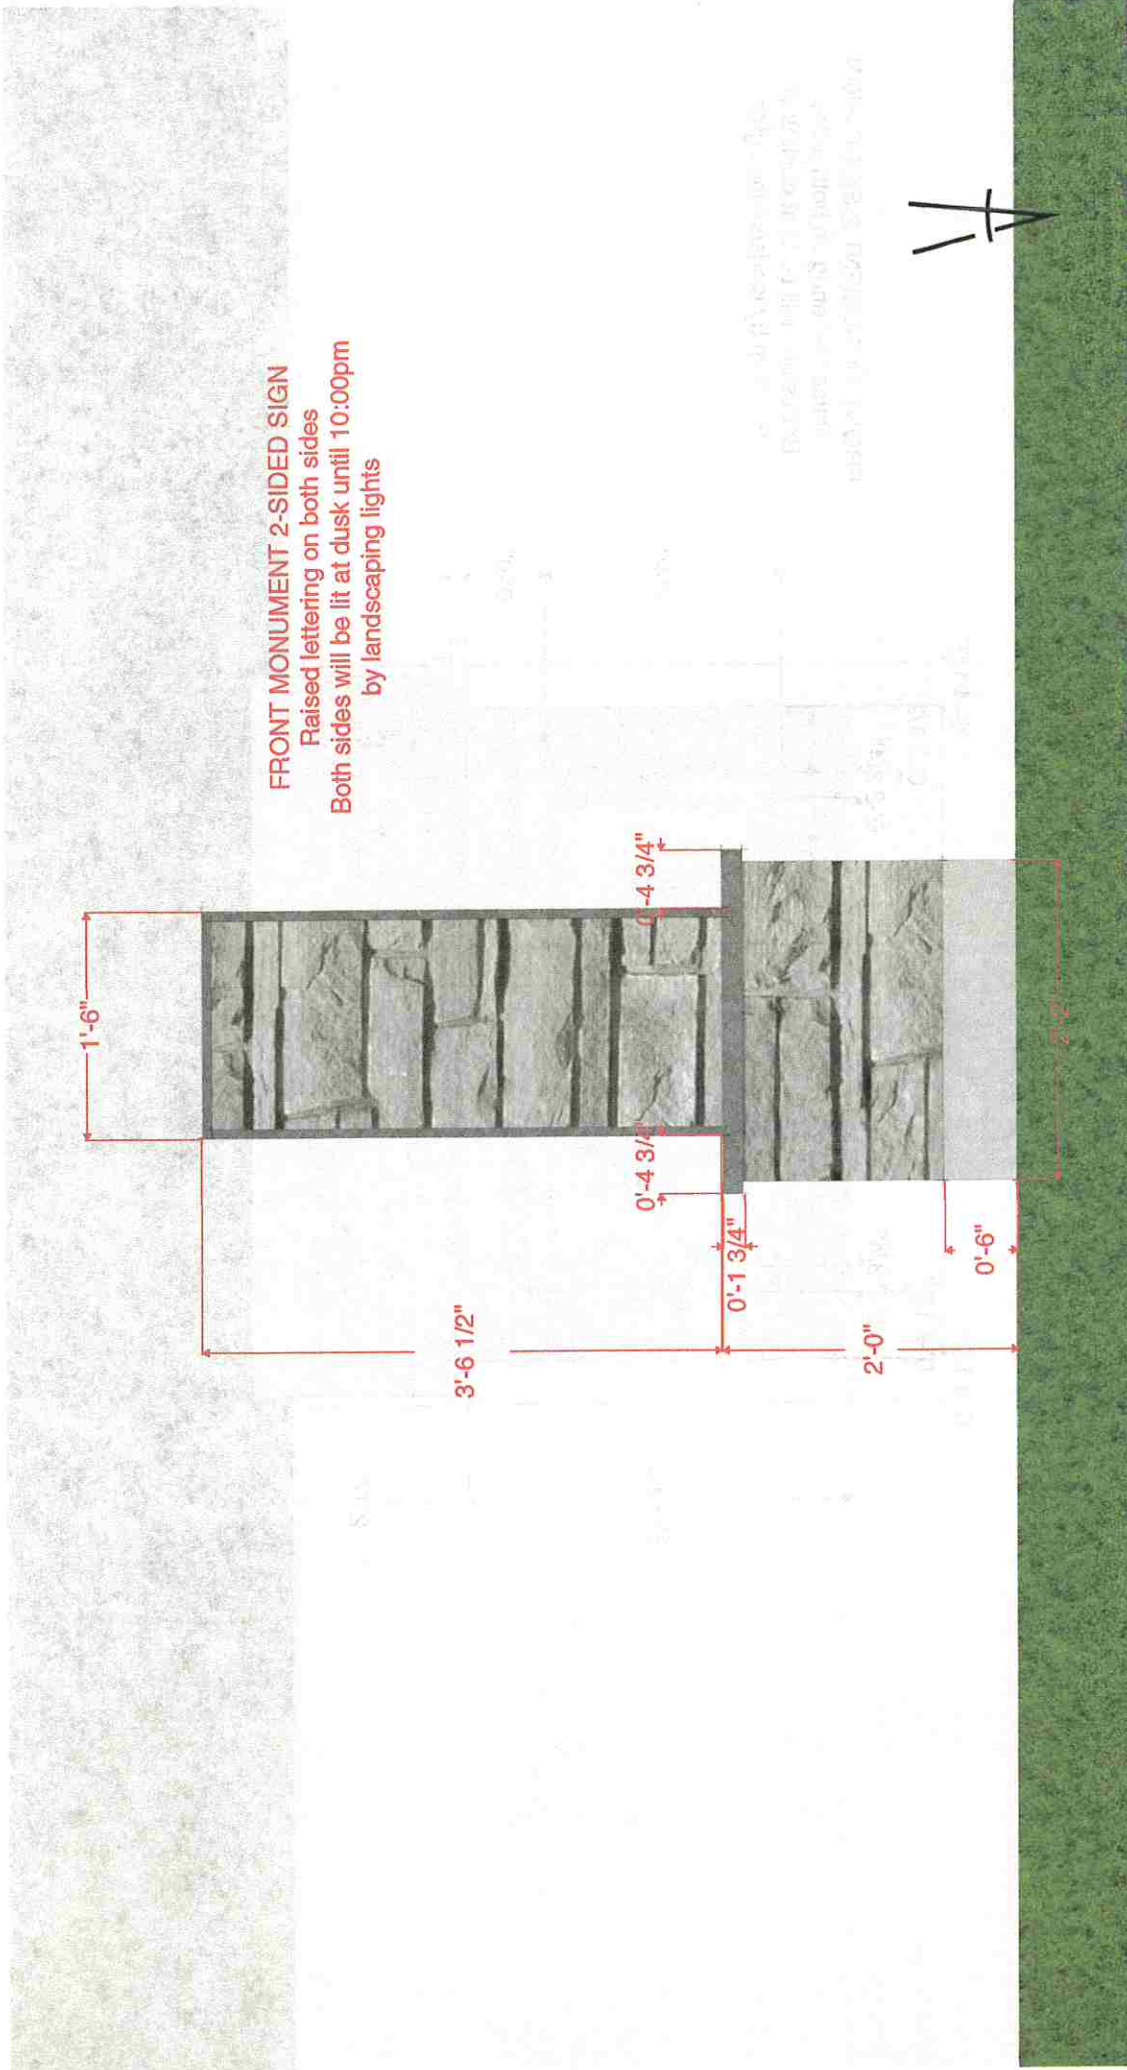 FRONT MONUMENT 2-SIDED SIGN
Raised lettering on both sides
Both sides will be lit at dusk until 10:00pm
by landscaping lights
1'-6"
3'-6 1/2"
0'-4 3/4"
0'-4 3/4"
0'-1 3/4"
2'-0"
0'-6"
2'-2"